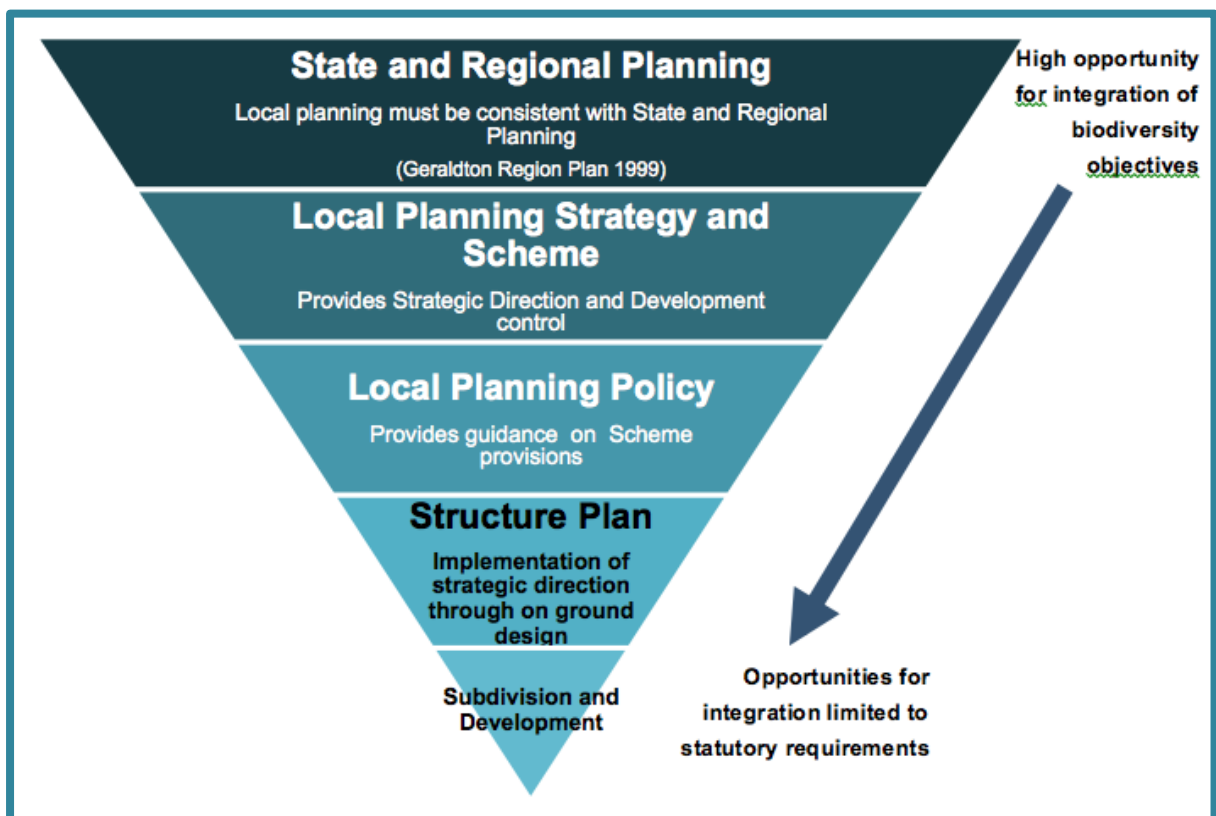 State and Regional Planning
Local planning must be consistent with State and Regional
Planning
(Geraldton Region Plan 1999)
Local Planning Strategy and
Scheme
Provides Strategic Direction and Development
control
Local Planning Policy
Provides guidance on Scheme
provisions
Structure Plan
Implementation of
strategic direction
through on ground
design
Subdivision and
Development
High opportunity
for integration of
biodiversity
objectives
Opportunities for
integration limited to
statutory requirements